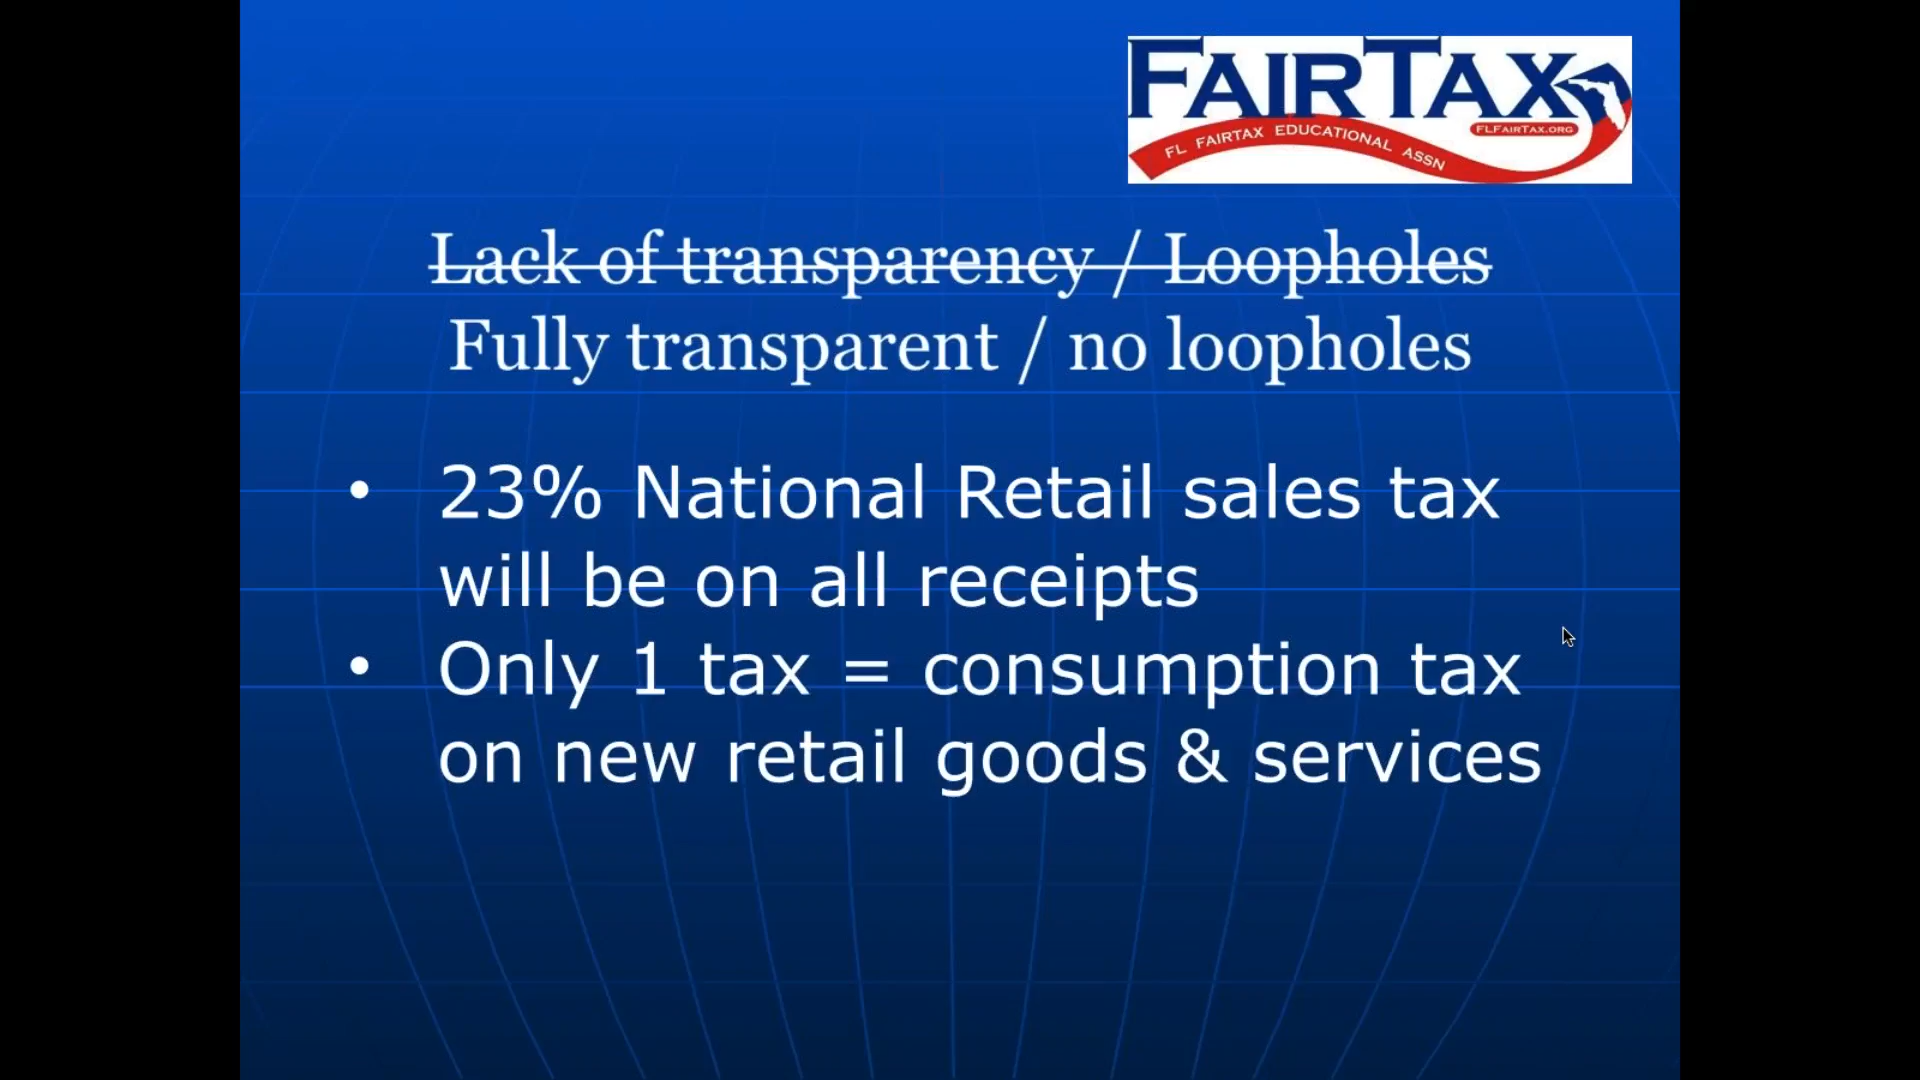 FAIRTAX
FLFAIRTAX.ORG
FL FAIRTAX EDUCATIONAL ASSN
Lack of transparency / Loopholes
Fully transparent / no loopholes
• 23% National Retail sales tax
will be on all receipts
• Only 1 tax = consumption tax
on new retail goods & services